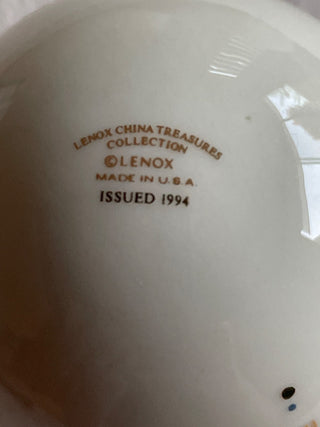 LENOX CHINA TREASURES
COLLECTION
©LENOX
MADE IN U.S.A.
ISSUED 1994